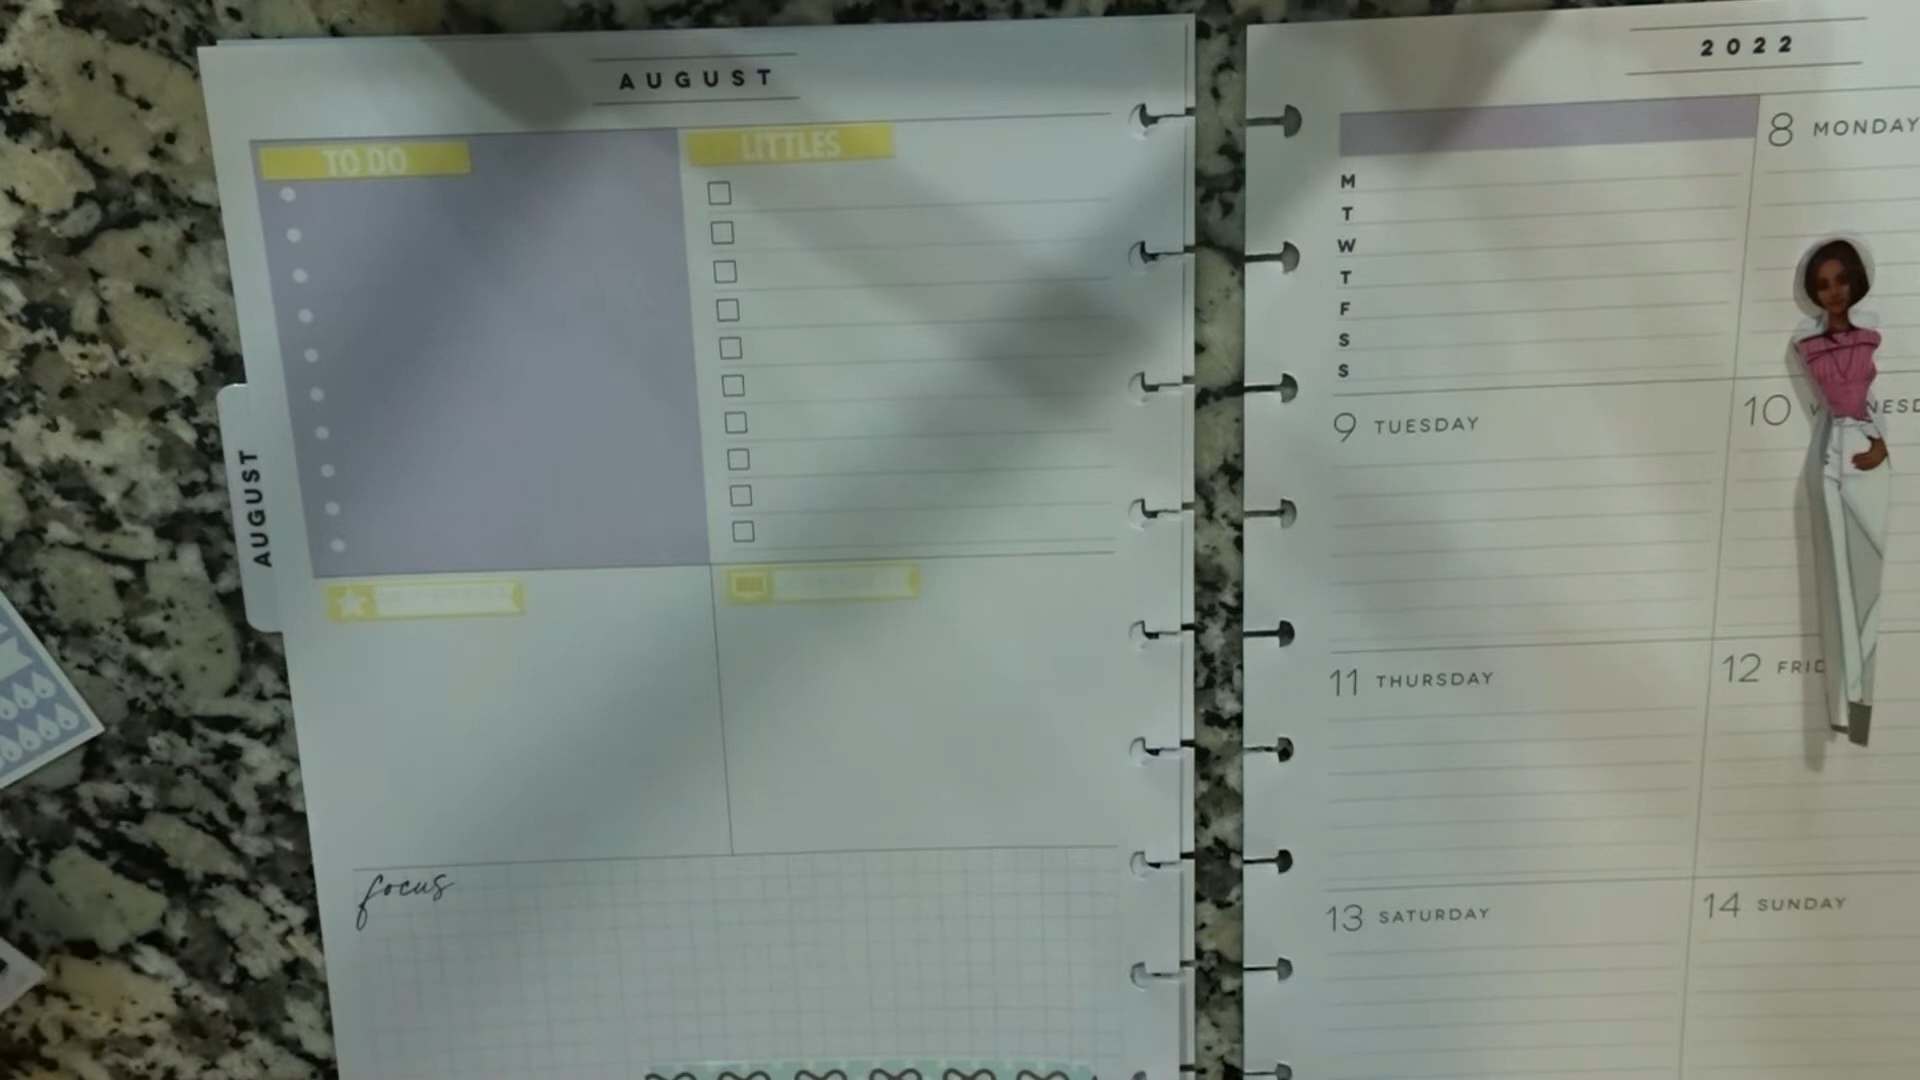 AUGUST
TO DO
LITTLES
AUGUST
focus
2022
8 MONDAY
M
T
W
T
F
S
S
9 TUESDAY
10
11 THURSDAY
12
13 SATURDAY
14 SUNDAY